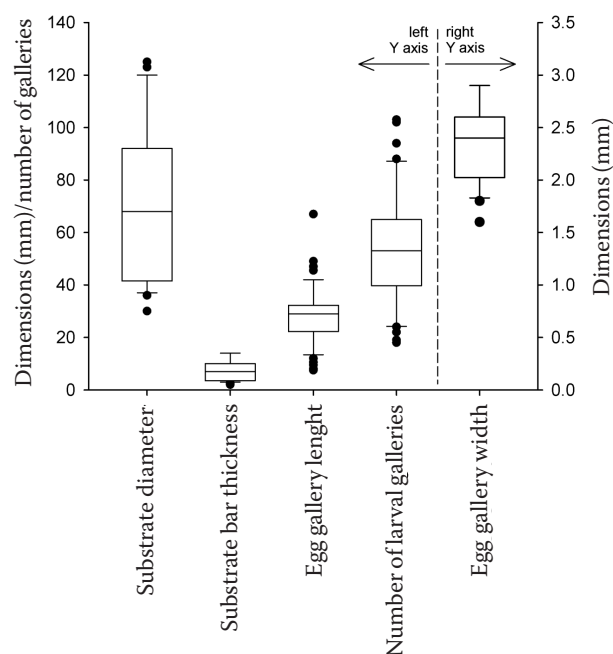 Dimensions (mm)/number of galleries
140
120
100
80
60
40
20
0
left
Y axis
right
Y axis
3.5
3.0
2.5
2.0
1.5
1.0
0.5
0.0
Dimensions (mm)
Substrate diameter
Substrate bar thickness
Egg gallery lenght
Number of larval galleries
Egg gallery width